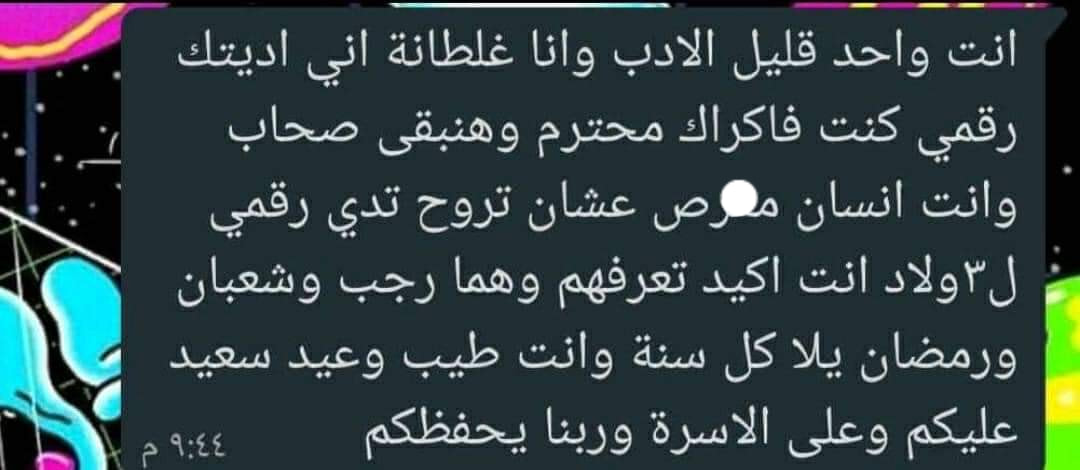 انت واحد قليل الادب وانا غلطانة اني اديتك
رقمي كنت فاكراك محترم وهنبقى صحاب
وانت انسان عشان تروح تدي رقمي
ل٣ولاد انت اكيد تعرفهم وهما رجب وشعبان
ورمضان يلا كل سنة وانت طيب وعيد سعيد
عليكم وعلى الاسرة وربنا يحفظكم
٩:٤٤ م